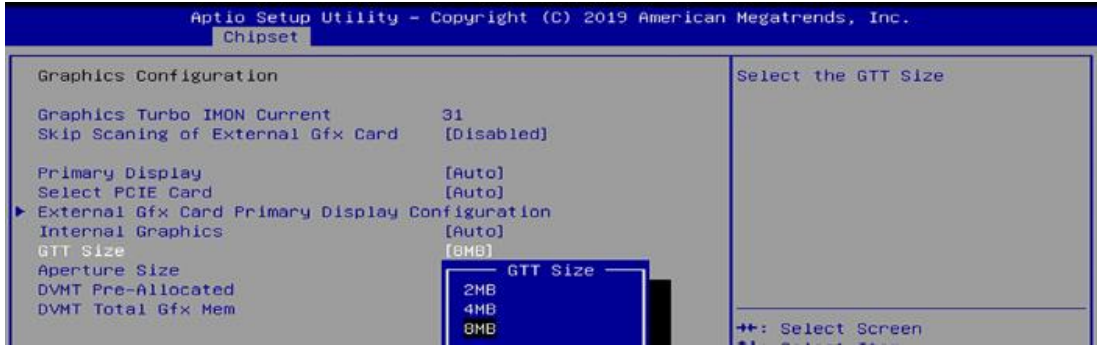 Aptio Setup Utility – Copyright (C) 2019 American Megatrends, Inc.
Chipset
Graphics Configuration
Select the GTT Size
Graphics Turbo IMON Current 31
Skip Scaning of External Gfx Card [Disabled]
Primary Display [Auto]
Select PCIE Card [Auto]
External Gfx Card Primary Display Configuration
Internal Graphics [Auto]
GTT Size [8MB]
Aperture Size
DVMT Pre-Allocated
DVMT Total Gfx Mem
GTT Size
2MB
4MB
8MB
: Select Screen